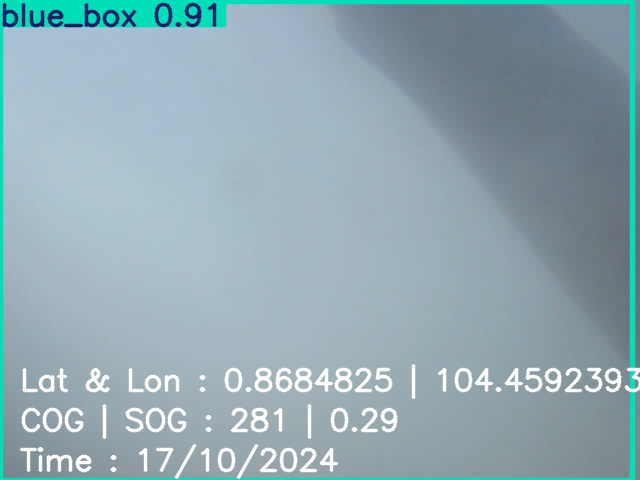 blue_box 0.91
Lat & Lon : 0.8684825 | 104.4592393
COG | SOG : 281 | 0.29
Time : 17/10/2024